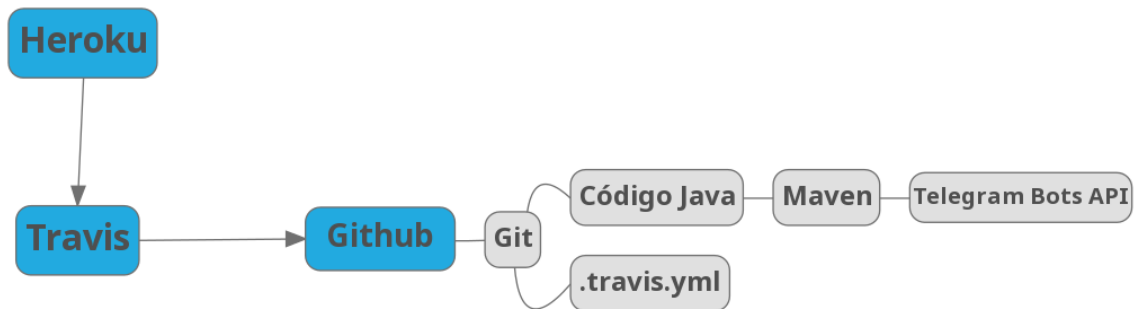 Heroku
Travis
Github
Git
Código Java
Maven
Telegram Bots API
.travis.yml